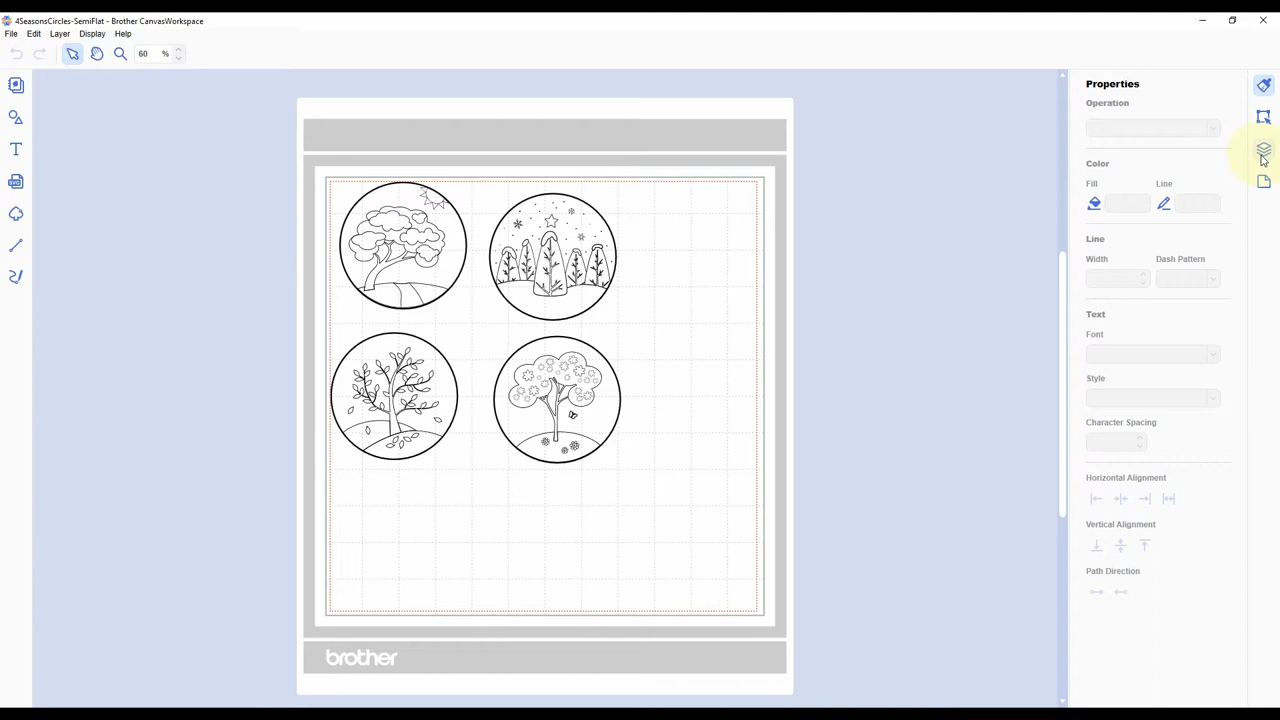 4SeasonsCircles-SemiFlat - Brother CanvasWorkspace
File Edit Layer Display Help
60 %
Properties
Operation
Color
Fill Line
Line
Width Dash Pattern
Text
Font
Style
Character Spacing
Horizontal Alignment
Vertical Alignment
Path Direction
brother